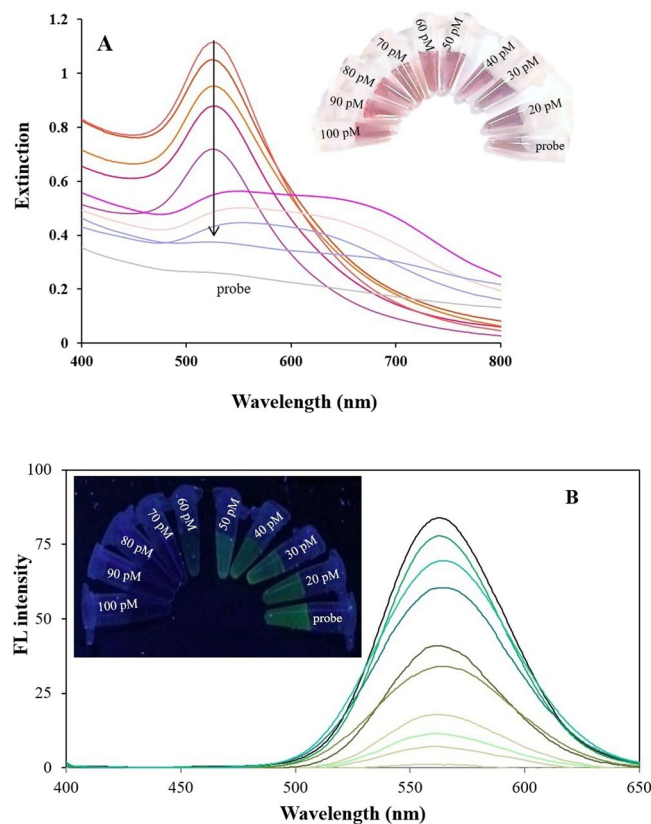 A
Extinction
1.2
1
0.8
0.6
0.4
0.2
0
400
500
600
700
800
Wavelength (nm)
probe
100 pM
90 pM
80 pM
70 pM
60 pM
50 pM
40 pM
30 pM
20 pM
probe
B
FL intensity
100
75
50
25
0
400
450
500
550
600
650
Wavelength (nm)
100 pM
90 pM
80 pM
70 pM
60 pM
50 pM
40 pM
30 pM
20 pM
probe